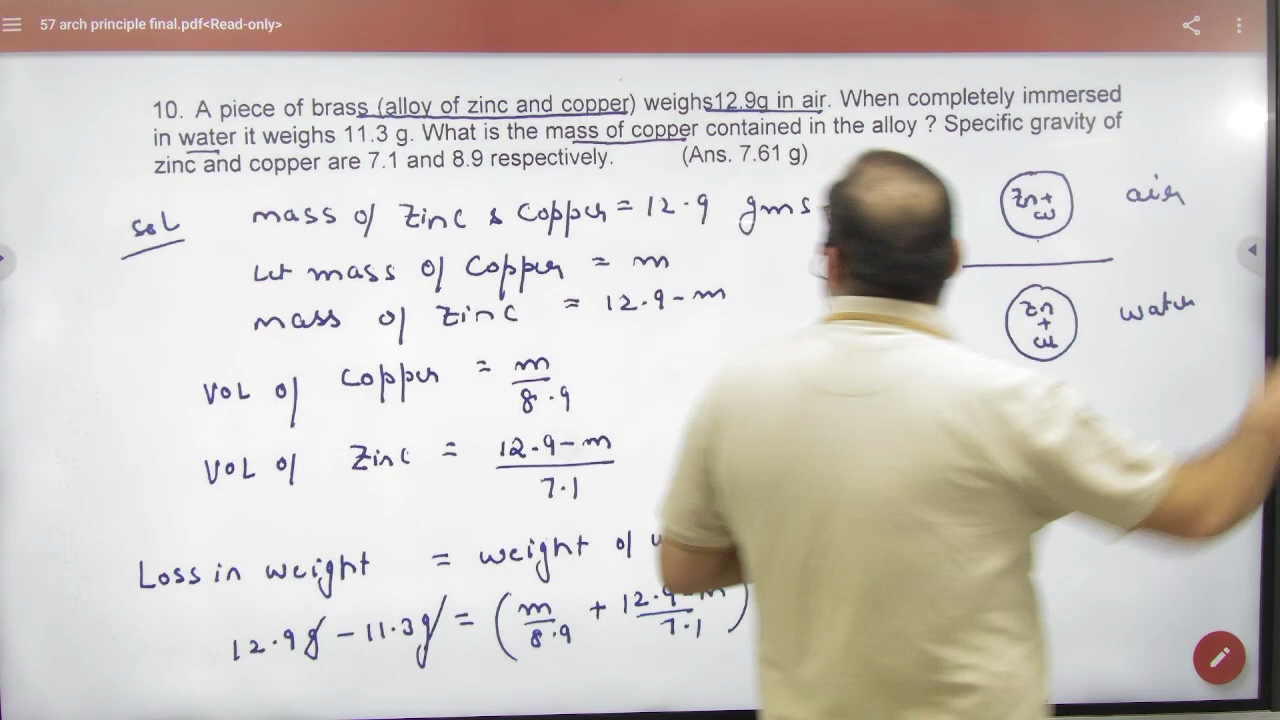 57 arch principle final.pdf<Read-only>
10. A piece of brass (alloy of zinc and copper) weighs12.9g in air. When completely immersed
in water it weighs 11.3 g. What is the mass of copper contained in the alloy ? Specific gravity of
zinc and copper are 7.1 and 8.9 respectively. (Ans. 7.61 g)
Sol mass of Zinc & Copper = 12.9 gms
Let mass of Copper = m
mass of Zinc = 12.9-m
Vol of Copper = m/8.9
Vol of Zinc = 12.9-m/7.1
Loss in weight = weight of
12.9g - 11.3g = (m/8.9 + 12.9-m/7.1)
Zn+
Cu
air
Zn
+
Cu
water